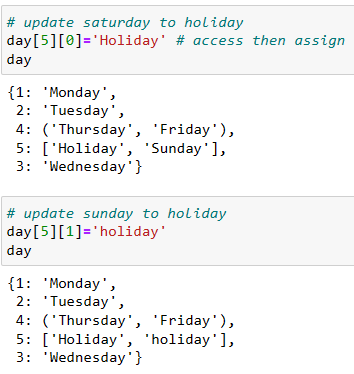 # update saturday to holiday
day[5][0]='Holiday' # access then assign
day
{1: 'Monday',
 2: 'Tuesday',
 4: ('Thursday', 'Friday'),
 5: ['Holiday', 'Sunday'],
 3: 'Wednesday'}
# update sunday to holiday
day[5][1]='holiday'
day
{1: 'Monday',
 2: 'Tuesday',
 4: ('Thursday', 'Friday'),
 5: ['Holiday', 'holiday'],
 3: 'Wednesday'}